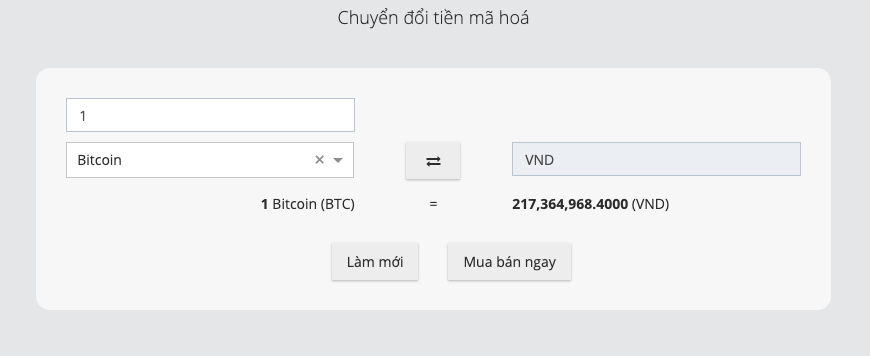 Chuyển đổi tiền mã hoá
1
Bitcoin
VND
1 Bitcoin (BTC) = 217,364,968.4000 (VND)
Làm mới Mua bán ngay